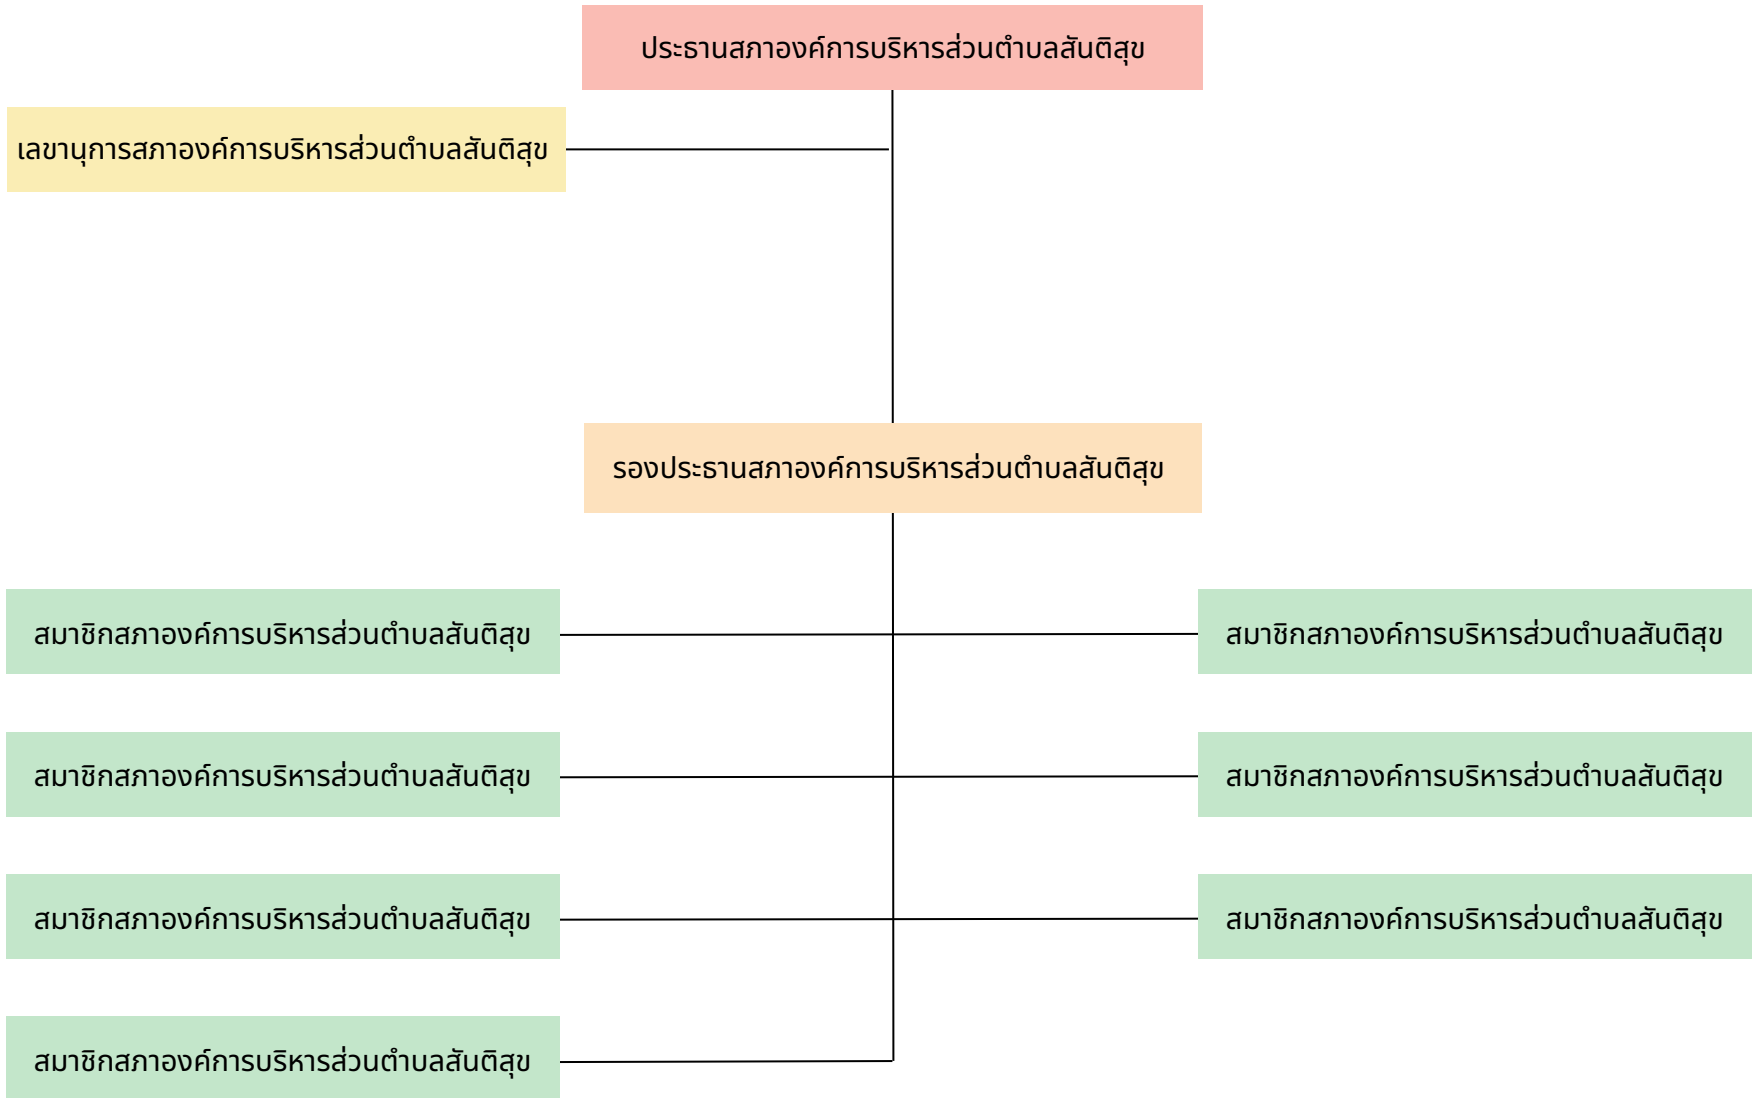 ประธานสภาองค์การบริหารส่วนตำบลสันติสุข
เลขานุการสภาองค์การบริหารส่วนตำบลสันติสุข
รองประธานสภาองค์การบริหารส่วนตำบลสันติสุข
สมาชิกสภาองค์การบริหารส่วนตำบลสันติสุข
สมาชิกสภาองค์การบริหารส่วนตำบลสันติสุข
สมาชิกสภาองค์การบริหารส่วนตำบลสันติสุข
สมาชิกสภาองค์การบริหารส่วนตำบลสันติสุข
สมาชิกสภาองค์การบริหารส่วนตำบลสันติสุข
สมาชิกสภาองค์การบริหารส่วนตำบลสันติสุข
สมาชิกสภาองค์การบริหารส่วนตำบลสันติสุข